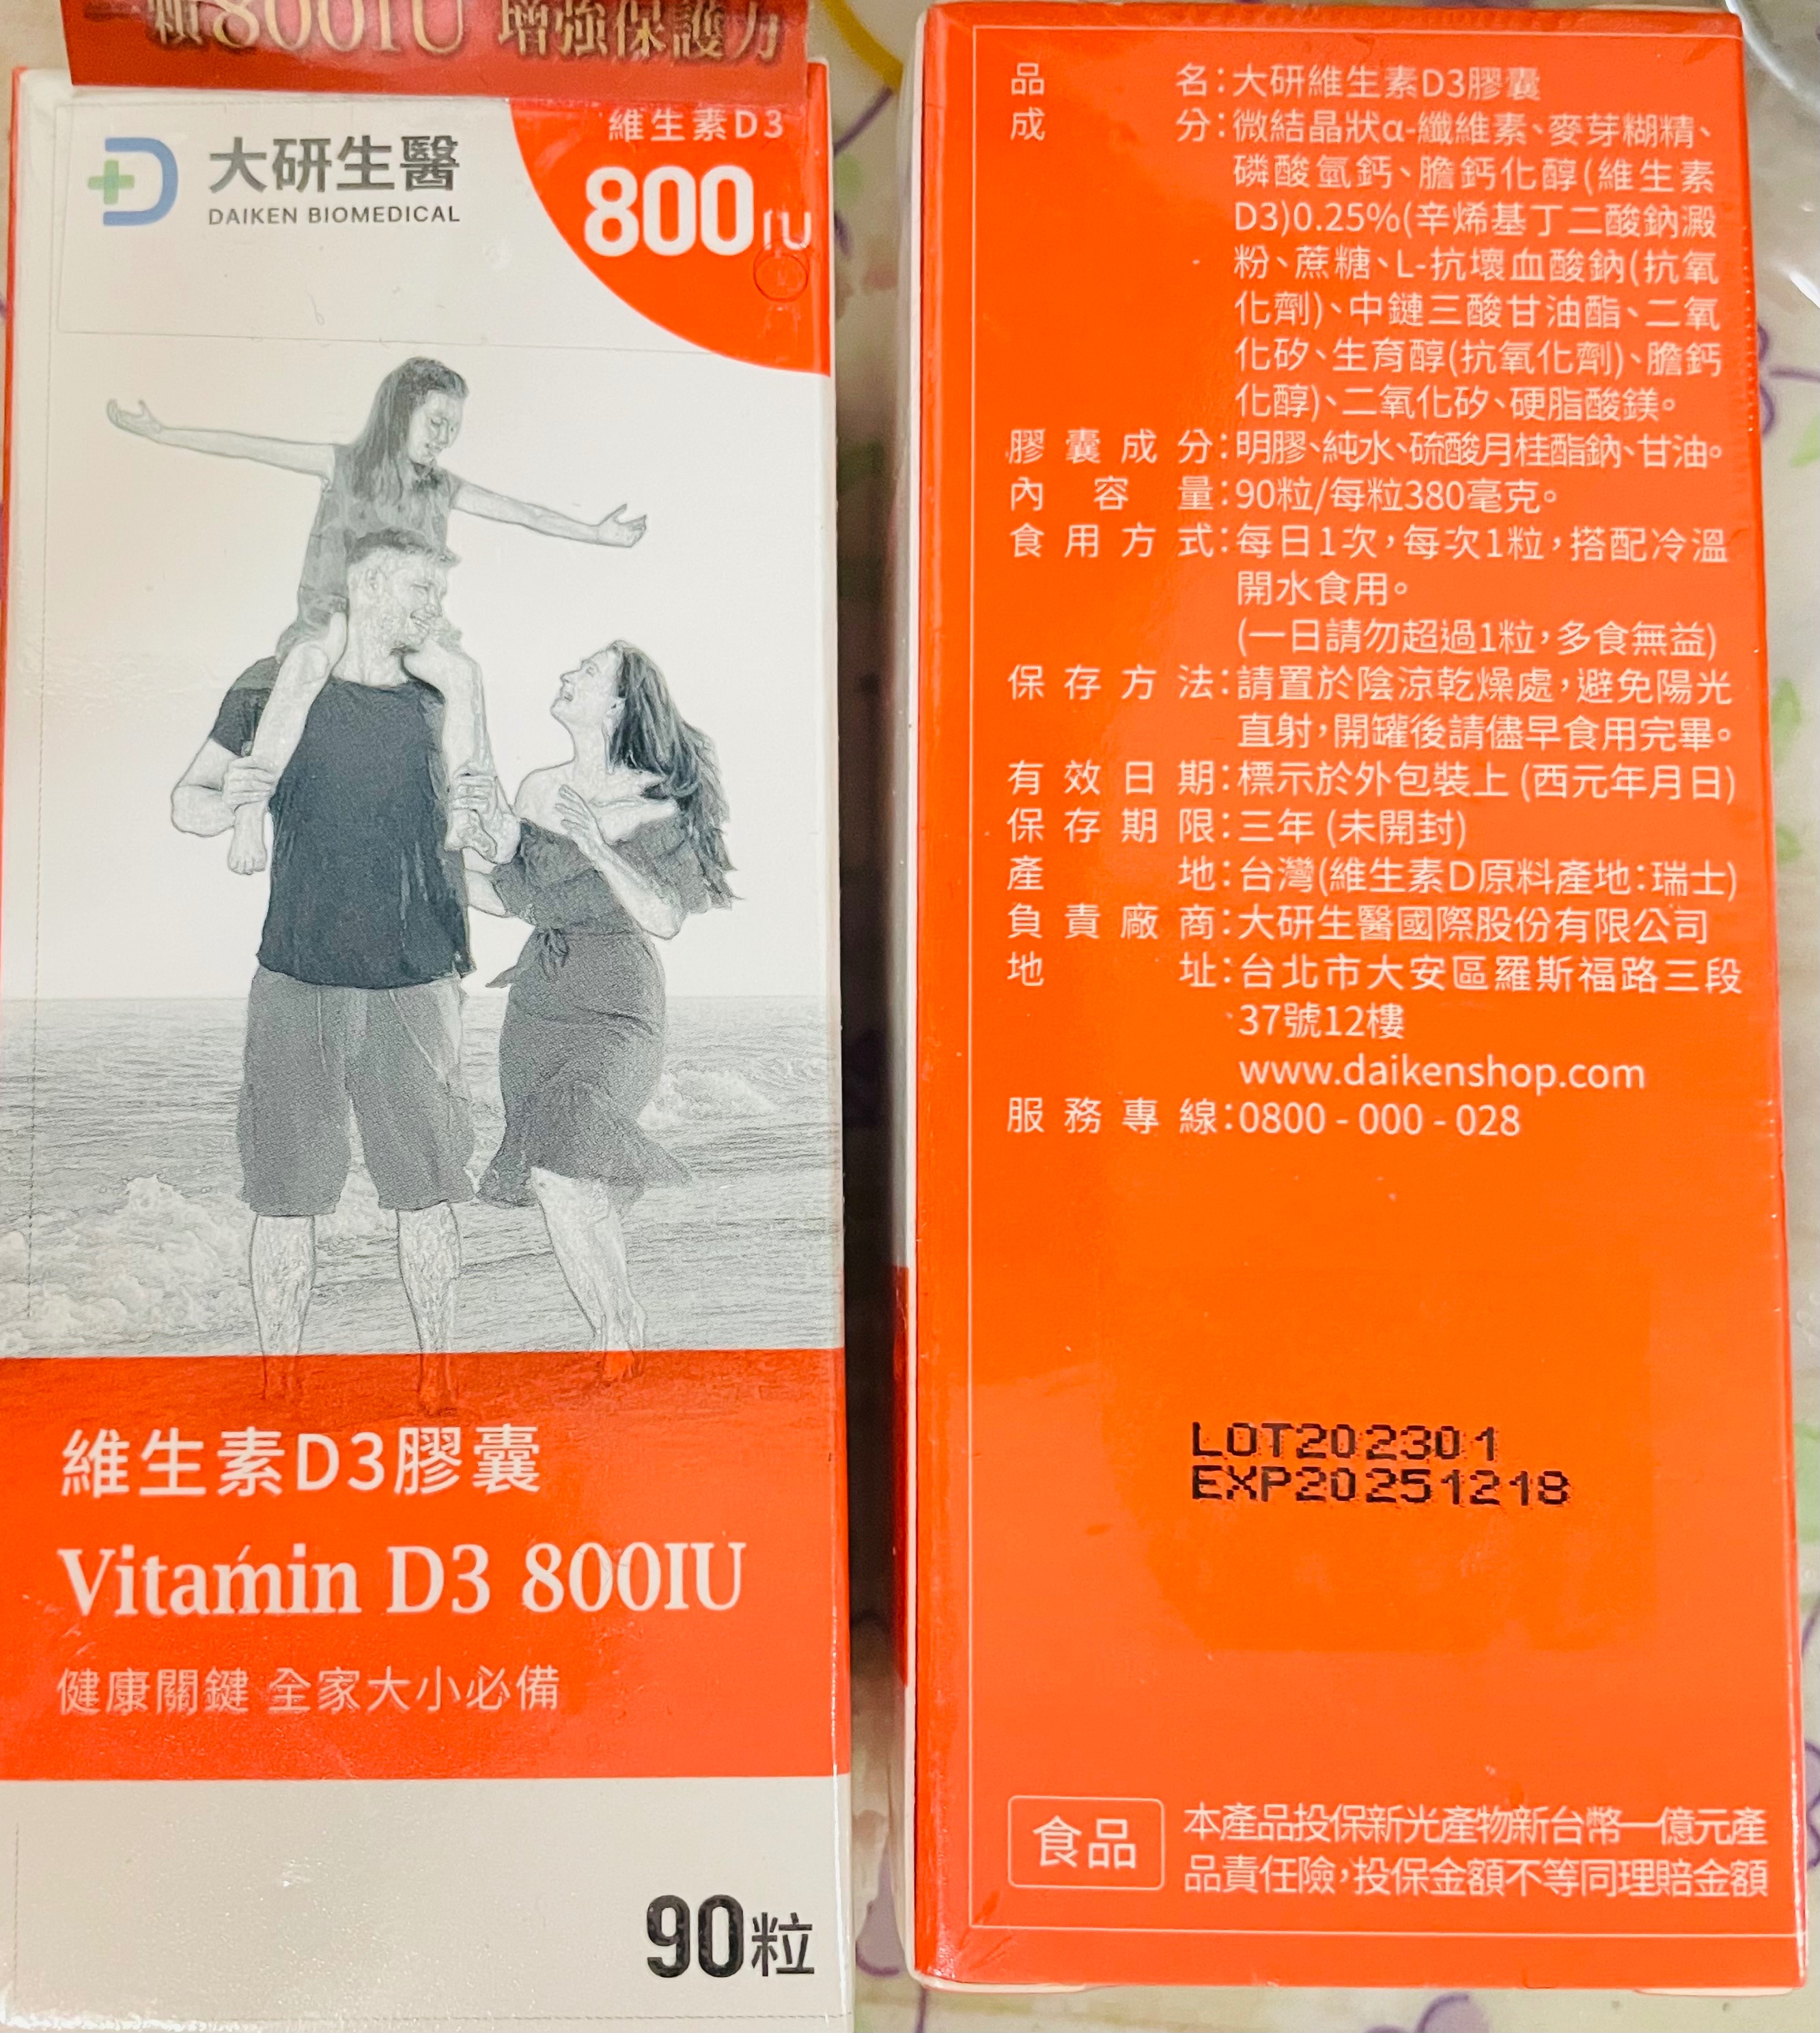 顆800IU 增強保護力
大研生醫
DAIKEN BIOMEDICAL
維生素D3
800IU
維生素D3膠囊
Vitamin D3 800IU
健康關鍵 全家大小必備
90粒
品名：大研維生素D3膠囊
成分：微結晶狀α-纖維素、麥芽糊精、
磷酸氫鈣、膽鈣化醇(維生素
D3)0.25%(辛烯基丁二酸鈉澱
粉、蔗糖、L-抗壞血酸鈉(抗氧
化劑)、中鏈三酸甘油酯、二氧
化矽、生育醇(抗氧化劑)、膽鈣
化醇)、二氧化矽、硬脂酸鎂。
膠囊成分：明膠、純水、硫酸月桂酯鈉、甘油。
內容量：90粒/每粒380毫克。
食用方式：每日1次，每次1粒，搭配冷溫
開水食用。
(一日請勿超過1粒，多食無益)
保存方法：請置於陰涼乾燥處，避免陽光
直射，開罐後請儘早食用完畢。
有效日期：標示於外包裝上 (西元年月日)
保存期限：三年 (未開封)
產地：台灣(維生素D原料產地：瑞士)
負責廠商：大研生醫國際股份有限公司
地址：台北市大安區羅斯福路三段
37號12樓
www.daikenshop.com
服務專線：0800 - 000 - 028
LOT202301
EXP20251218
食品
本產品投保新光產物新台幣一億元產
品責任險，投保金額不等同理賠金額